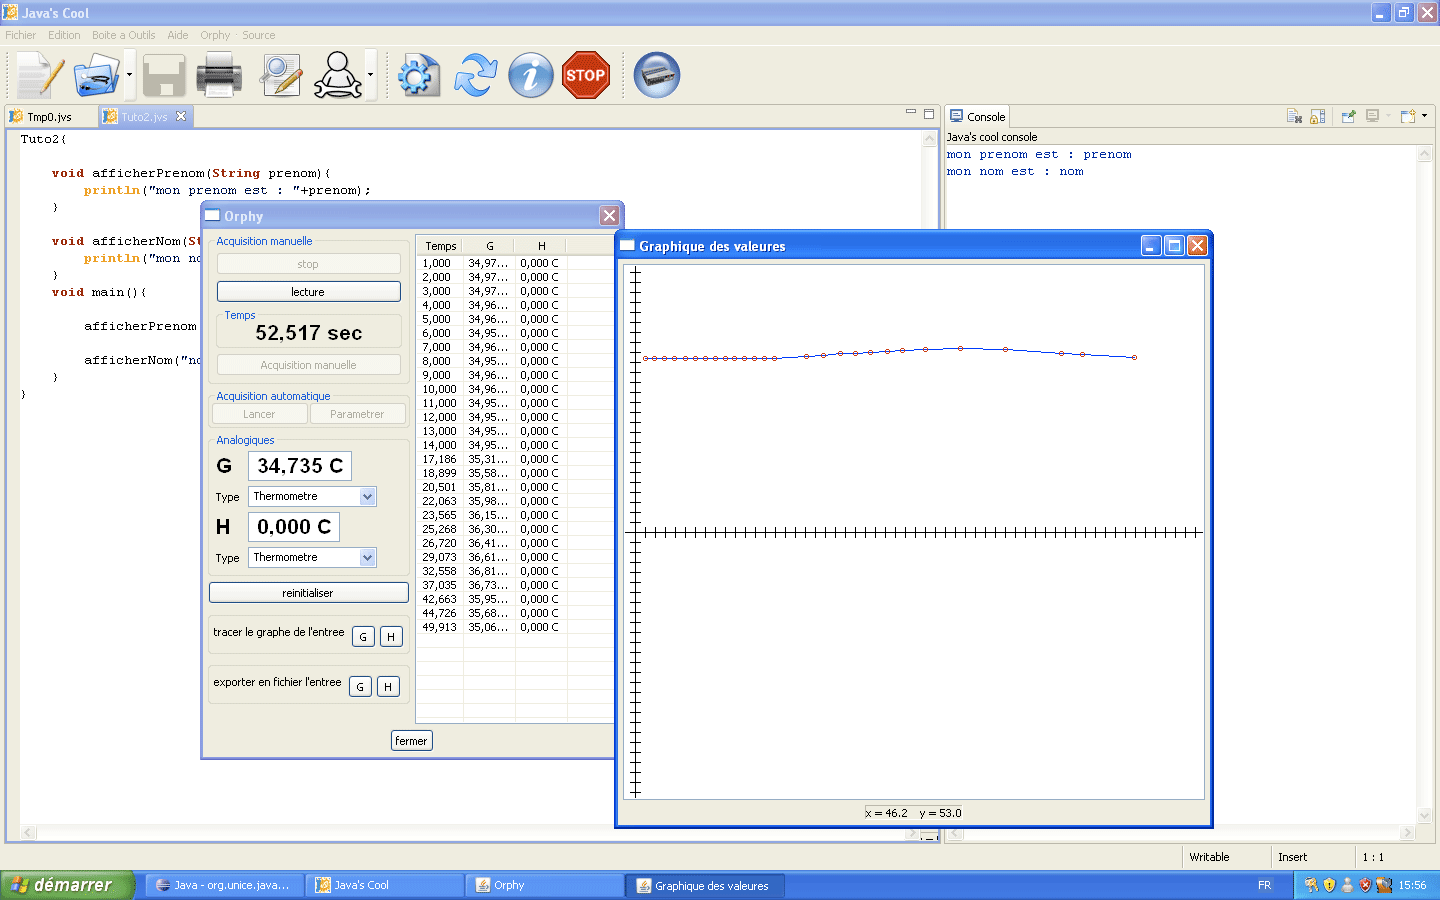 Java's Cool
Fichier Edition Boite a Outils Aide Orphy Source
STOP
Tmp0.jvs
Tuto2.jvs
Tuto2{
void afficherPrenom(String prenom){
println("mon prenom est : "+prenom);
}
void afficherNom(St
println("mon no
}
void main(){
afficherPrenom
afficherNom("no
}
}
Console
Java's cool console
mon prenom est : prenom
mon nom est : nom
Orphy
Acquisition manuelle
stop
lecture
Temps
52,517 sec
Acquisition manuelle
Acquisition automatique
Lancer Parametrer
Analogiques
G 34,735 C
Type Thermometre
H 0,000 C
Type Thermometre
reinitialiser
tracer le graphe de l'entree G H
exporter en fichier l'entree G H
fermer
Temps G H
1,000 34,97... 0,000 C
2,000 34,97... 0,000 C
3,000 34,97... 0,000 C
4,000 34,96... 0,000 C
5,000 34,96... 0,000 C
6,000 34,95... 0,000 C
7,000 34,96... 0,000 C
8,000 34,95... 0,000 C
9,000 34,96... 0,000 C
10,000 34,96... 0,000 C
11,000 34,95... 0,000 C
12,000 34,95... 0,000 C
13,000 34,95... 0,000 C
14,000 34,95... 0,000 C
17,186 35,31... 0,000 C
18,899 35,58... 0,000 C
20,501 35,81... 0,000 C
22,063 35,98... 0,000 C
23,565 36,15... 0,000 C
25,268 36,30... 0,000 C
26,720 36,41... 0,000 C
29,073 36,61... 0,000 C
32,558 36,81... 0,000 C
37,035 36,73... 0,000 C
42,663 35,95... 0,000 C
44,726 35,68... 0,000 C
49,913 35,06... 0,000 C
Graphique des valeures
x = 46.2 y = 53.0
Writable Insert 1 : 1
démarrer
Java - org.unice.java...
Java's Cool
Orphy
Graphique des valeures
FR
15:56